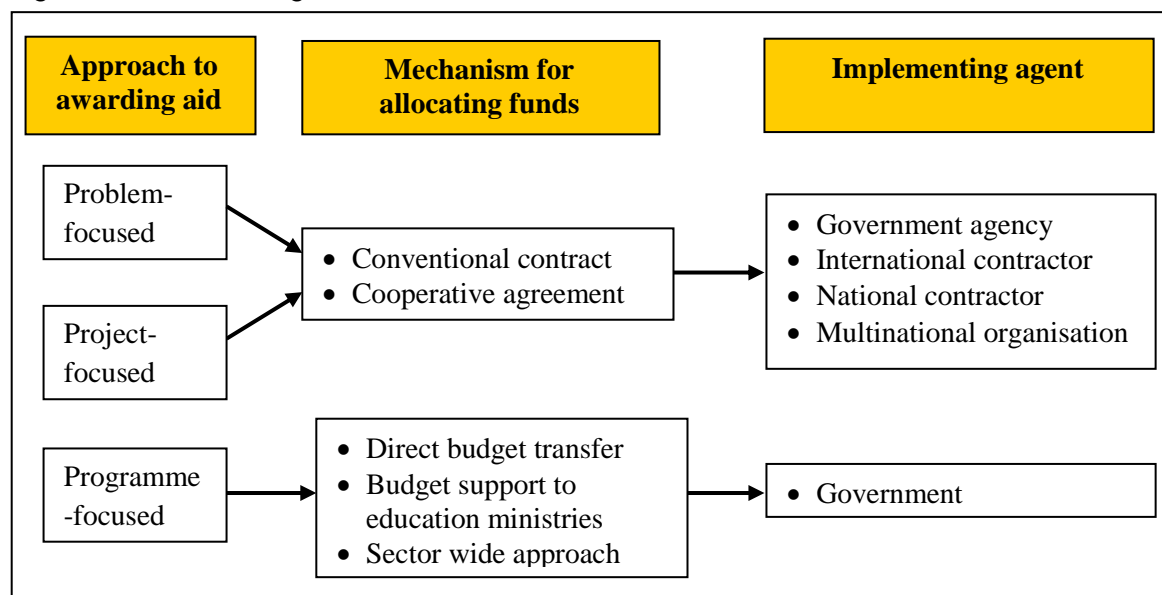 Approach to
awarding aid
Mechanism for
allocating funds
Implementing agent
Problem-
focused
Project-
focused
• Conventional contract
• Cooperative agreement
• Government agency
• International contractor
• National contractor
• Multinational organisation
Programme
-focused
• Direct budget transfer
• Budget support to
education ministries
• Sector wide approach
• Government